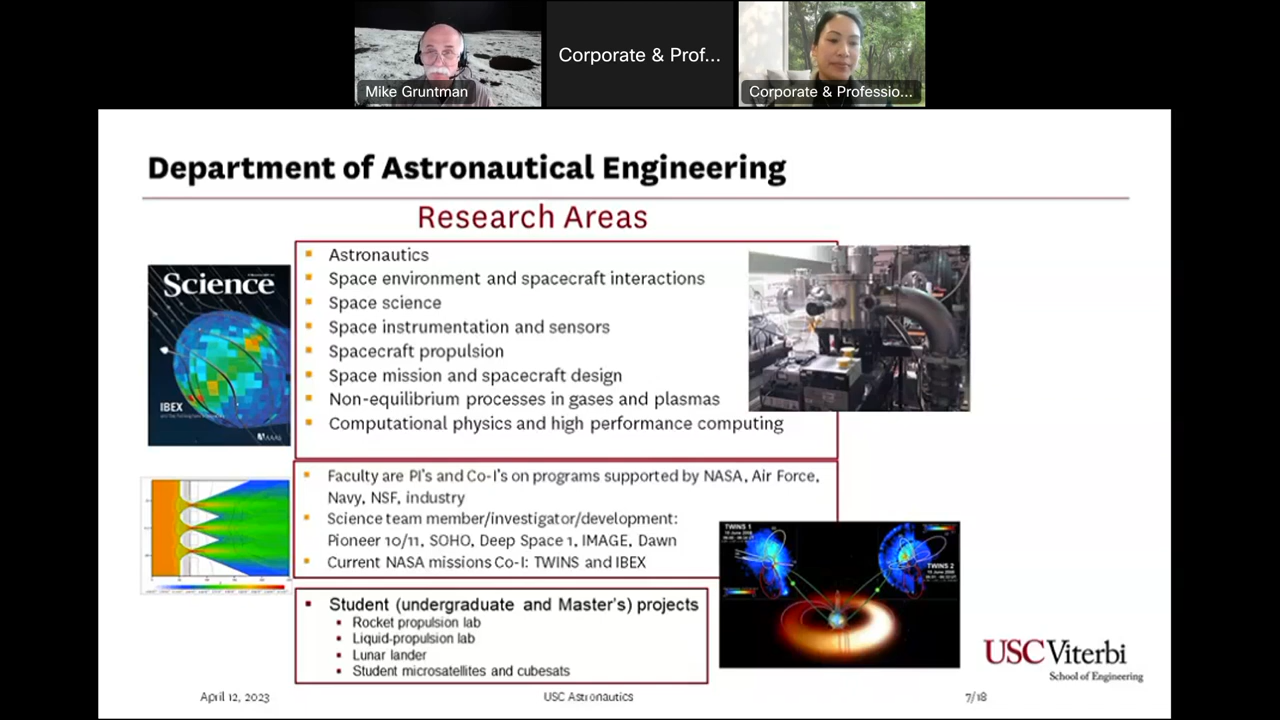 Mike Gruntman
Corporate & Prof...
Corporate & Professio...
Department of Astronautical Engineering
Research Areas
Astronautics
Space environment and spacecraft interactions
Space science
Space instrumentation and sensors
Spacecraft propulsion
Space mission and spacecraft design
Non-equilibrium processes in gases and plasmas
Computational physics and high performance computing
Science
IBEX
Faculty are PI's and Co-I's on programs supported by NASA, Air Force,
Navy, NSF, industry
Science team member/investigator/development:
Pioneer 10/11, SOHO, Deep Space 1, IMAGE, Dawn
Current NASA missions Co-I: TWINS and IBEX
TWINS 1
TWINS 2
Student (undergraduate and Master's) projects
Rocket propulsion lab
Liquid-propulsion lab
Lunar lander
Student microsatellites and cubesats
USC Viterbi
School of Engineering
April 12, 2023
USC Astronautics
7/18